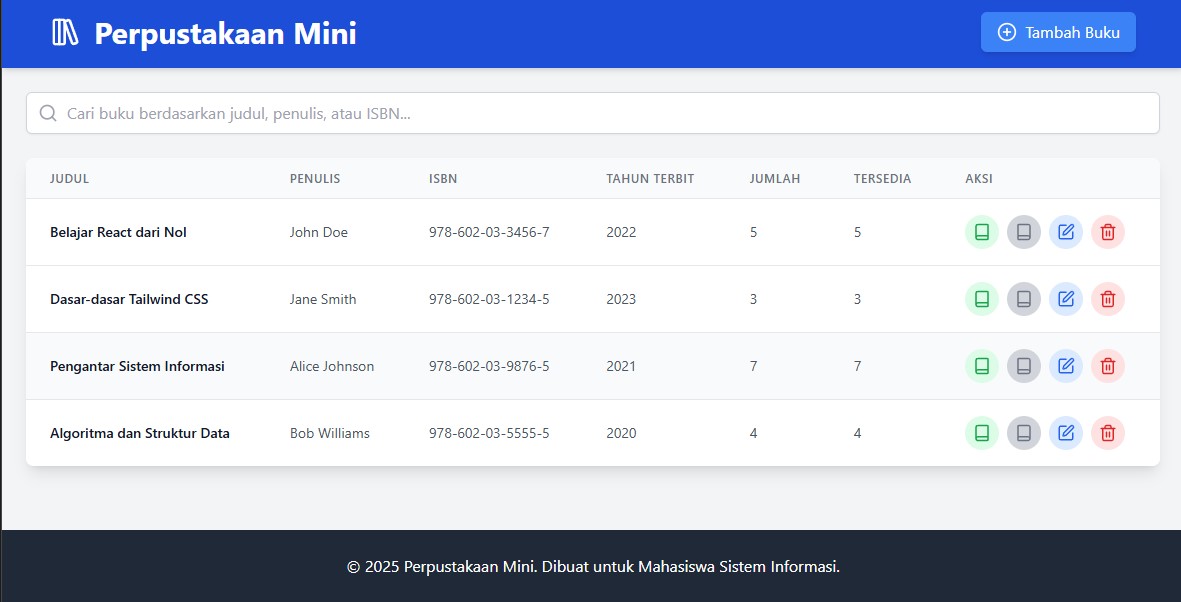 Perpustakaan Mini
Tambah Buku
Cari buku berdasarkan judul, penulis, atau ISBN...
JUDUL PENULIS ISBN TAHUN TERBIT JUMLAH TERSEDIA AKSI
Belajar React dari Nol John Doe 978-602-03-3456-7 2022 5 5
Dasar-dasar Tailwind CSS Jane Smith 978-602-03-1234-5 2023 3 3
Pengantar Sistem Informasi Alice Johnson 978-602-03-9876-5 2021 7 7
Algoritma dan Struktur Data Bob Williams 978-602-03-5555-5 2020 4 4
© 2025 Perpustakaan Mini. Dibuat untuk Mahasiswa Sistem Informasi.